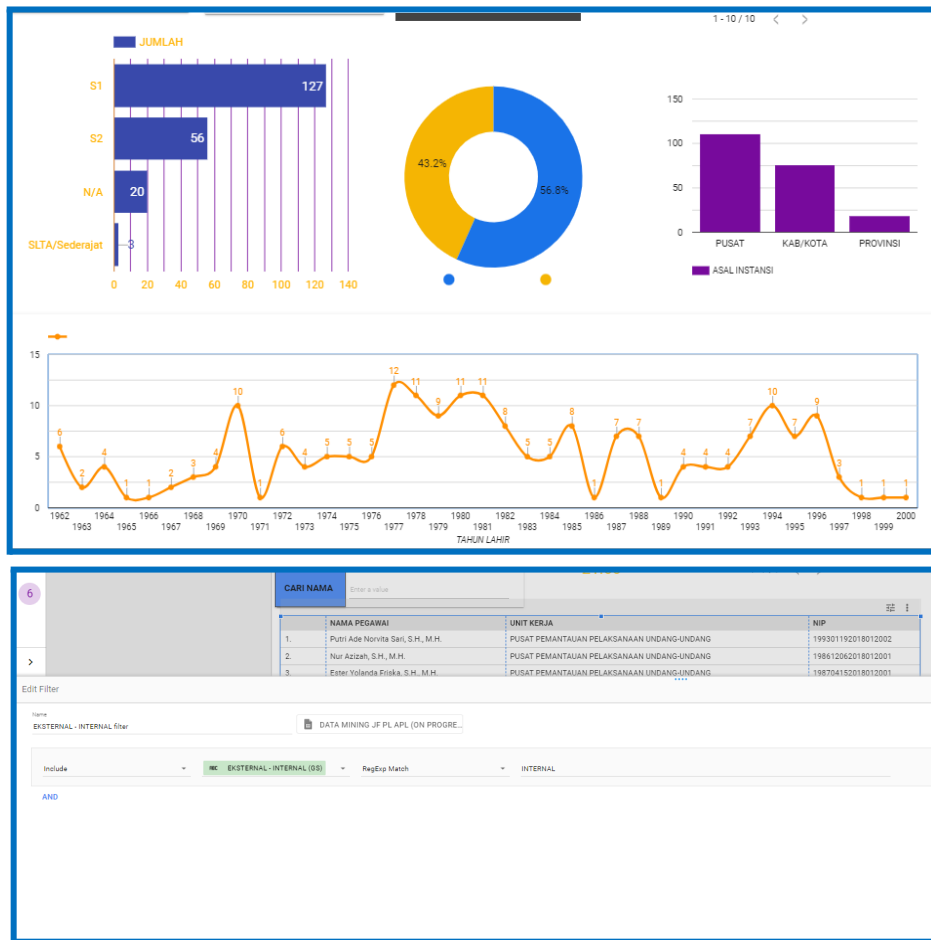 1 - 10 / 10
JUMLAH
S1
127
S2
56
N/A
20
SLTA/Sederajat
3
0 20 40 60 80 100 120 140
43.2%
56.8%
150
100
50
0
PUSAT KAB/KOTA PROVINSI
ASAL INSTANSI
15
10
5
0
6 2 4 1 1 2 3 4 10 1 6 4 5 5 5 12 11 9 11 11 8 5 5 8 1 7 7 1 4 4 4 7 10 7 9 3 1 1 1
1962 1964 1966 1968 1970 1972 1974 1976 1977 1978 1980 1982 1984 1986 1988 1990 1992 1994 1996 1998 2000
1963 1965 1967 1969 1971 1973 1975 1977 1979 1981 1983 1985 1987 1989 1991 1993 1995 1997 1999
TAHUN LAHIR
6
CARI NAMA
Enter a value
NAMA PEGAWAI UNIT KERJA NIP
1. Putri Ade Norvita Sari, S.H., M.H. PUSAT PEMANTAUAN PELAKSANAAN UNDANG-UNDANG 199301192018012002
2. Nur Azizah, S.H., M.H. PUSAT PEMANTAUAN PELAKSANAAN UNDANG-UNDANG 198612062018012001
3. Ester Yolanda Friska, S.H., M.H. PUSAT PEMANTAUAN PELAKSANAAN UNDANG-UNDANG 198704152018012001
Edit Filter
Name
EKSTERNAL - INTERNAL filter
DATA MINING JF PL APL (ON PROGRE...
Include
RBC EKSTERNAL - INTERNAL (GS)
RegExp Match
INTERNAL
AND